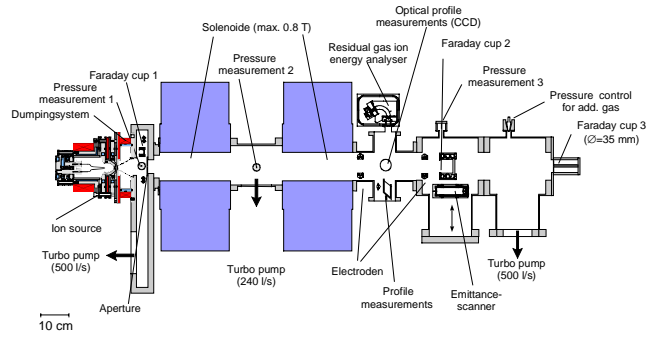 Optical profile
measurements (CCD)
Solenoide (max. 0.8 T)
Residual gas ion
energy analyser
Faraday cup 2
Pressure
measurement 2
Faraday cup 1
Pressure
measurement 1
Dumpingsystem
Pressure
measurement 3
Pressure control
for add. gas
Faraday cup 3
(∅=35 mm)
Ion source
Turbo pump
(500 l/s)
Aperture
Turbo pump
(240 l/s)
Electroden
Profile
measurements
Emittance-
scanner
Turbo pump
(500 l/s)
10 cm